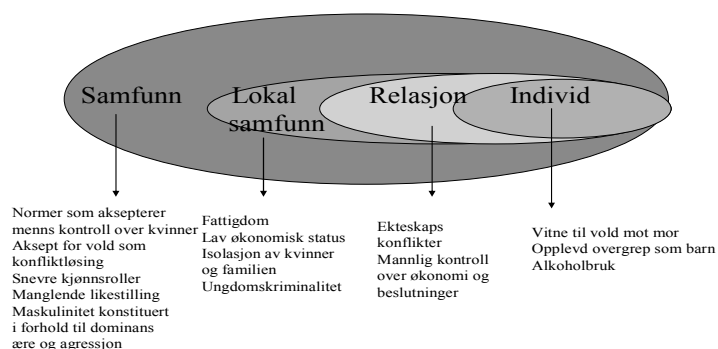 Samfunn
Lokal
samfunn
Relasjon
Individ
Normer som aksepterer
menns kontroll over kvinner
Aksept for vold som
konfliktløsing
Snevre kjønnsroller
Manglende likestilling
Maskulinitet konstituert
i forhold til dominans
ære og agressjon
Fattigdom
Lav økonomisk status
Isolasjon av kvinner
og familien
Ungdomskriminalitet
Ekteskaps
konflikter
Mannlig kontroll
over økonomi og
beslutninger
Vitne til vold mot mor
Opplevd overgrep som barn
Alkoholbruk